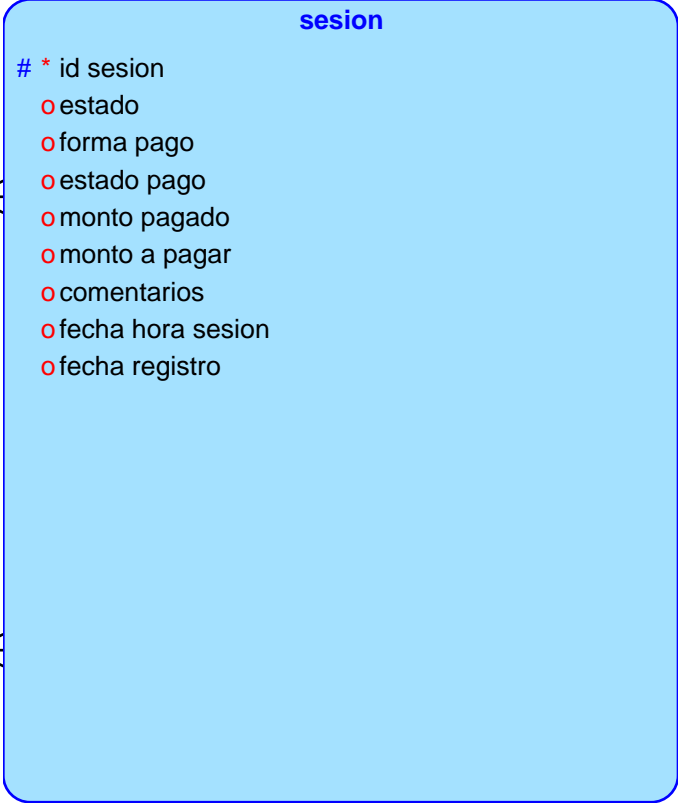 sesion
# * id sesion
o estado
o forma pago
o estado pago
o monto pagado
o monto a pagar
o comentarios
o fecha hora sesion
o fecha registro